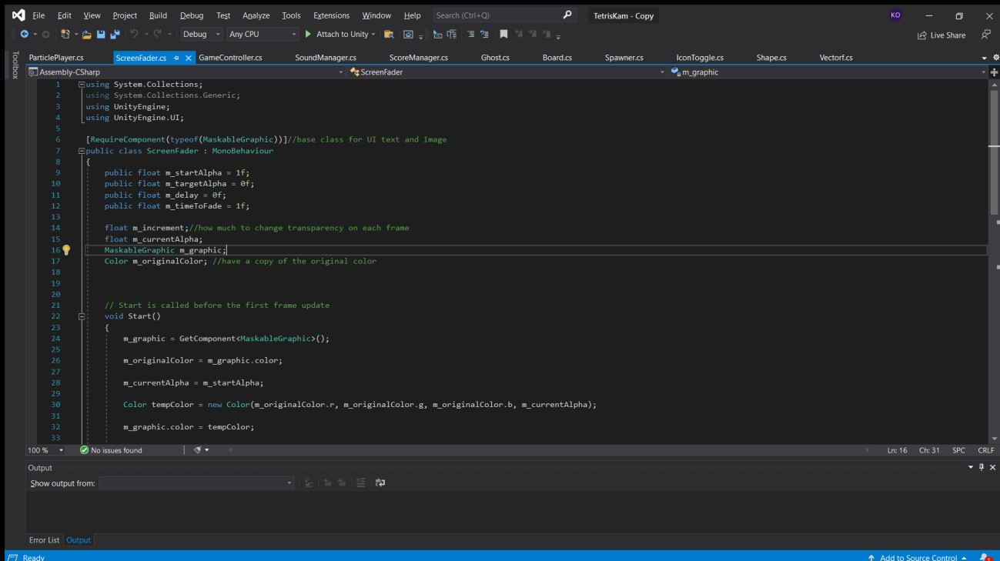 File Edit View Project Build Debug Test Analyze Tools Extensions Window Help Search (Ctrl+Q) TetrisKam - Copy KO
Debug Any CPU Attach to Unity Live Share
Toolbox
ParticlePlayer.cs ScreenFader.cs GameController.cs SoundManager.cs ScoreManager.cs Ghost.cs Board.cs Spawner.cs IconToggle.cs Shape.cs Vectorf.cs
Assembly-CSharp ScreenFader m_graphic
1 using System.Collections;
2 using System.Collections.Generic;
3 using UnityEngine;
4 using UnityEngine.UI;
5
6 [RequireComponent(typeof(MaskableGraphic))]//base class for UI text and Image
7 public class ScreenFader : MonoBehaviour
8 {
9 public float m_startAlpha = 1f;
10 public float m_targetAlpha = 0f;
11 public float m_delay = 0f;
12 public float m_timeToFade = 1f;
13
14 float m_increment;//how much to change transparency on each frame
15 float m_currentAlpha;
16 MaskableGraphic m_graphic;
17 Color m_originalColor; //have a copy of the original color
18
19
20
21 // Start is called before the first frame update
22 void Start()
23 {
24 m_graphic = GetComponent<MaskableGraphic>();
25
26 m_originalColor = m_graphic.color;
27
28 m_currentAlpha = m_startAlpha;
29
30 Color tempColor = new Color(m_originalColor.r, m_originalColor.g, m_originalColor.b, m_currentAlpha);
31
32 m_graphic.color = tempColor;
33
100 % No issues found Ln: 16 Ch: 31 SPC CRLF
Output
Show output from:
Error List Output
Ready Add to Source Control 1